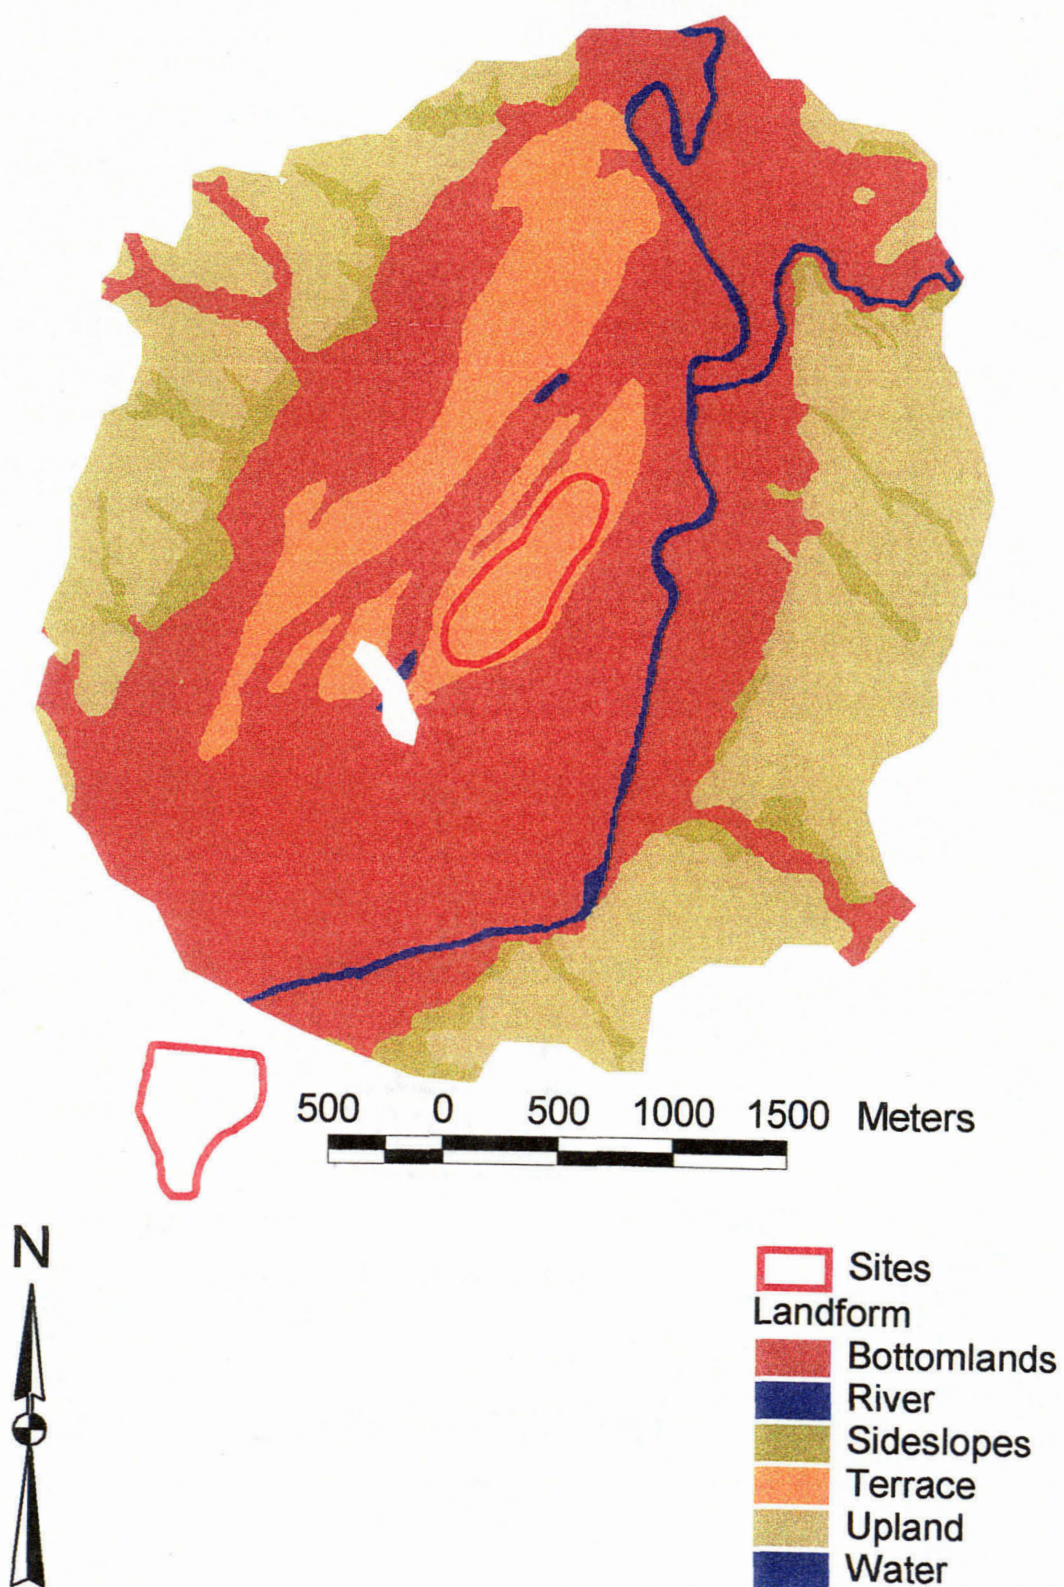 500 0 500 1000 1500 Meters
N
Sites
Landform
Bottomlands
River
Sideslopes
Terrace
Upland
Water